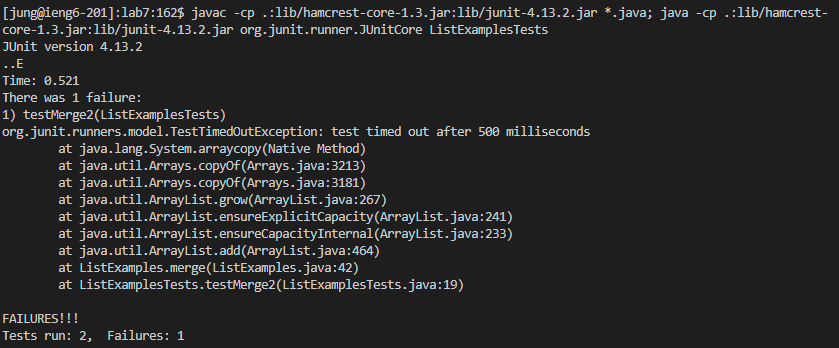 [jung@ieng6-201]:lab7:162$ javac -cp .:lib/hamcrest-core-1.3.jar:lib/junit-4.13.2.jar *.java; java -cp .:lib/hamcrest-
core-1.3.jar:lib/junit-4.13.2.jar org.junit.runner.JUnitCore ListExamplesTests
JUnit version 4.13.2
..E
Time: 0.521
There was 1 failure:
1) testMerge2(ListExamplesTests)
org.junit.runners.model.TestTimedOutException: test timed out after 500 milliseconds
        at java.lang.System.arraycopy(Native Method)
        at java.util.Arrays.copyOf(Arrays.java:3213)
        at java.util.Arrays.copyOf(Arrays.java:3181)
        at java.util.ArrayList.grow(ArrayList.java:267)
        at java.util.ArrayList.ensureExplicitCapacity(ArrayList.java:241)
        at java.util.ArrayList.ensureCapacityInternal(ArrayList.java:233)
        at java.util.ArrayList.add(ArrayList.java:464)
        at ListExamples.merge(ListExamples.java:42)
        at ListExamplesTests.testMerge2(ListExamplesTests.java:19)

FAILURES!!!
Tests run: 2,  Failures: 1